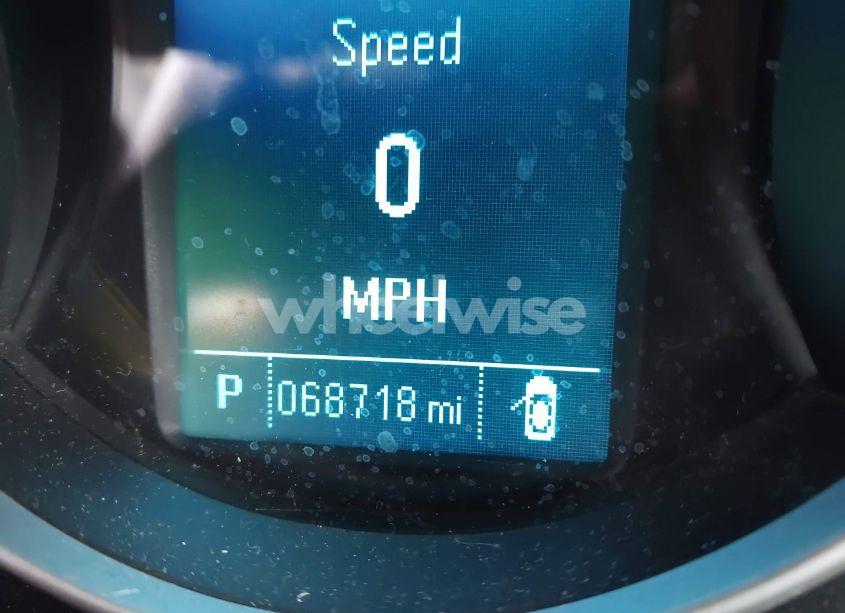 Speed
0
MPH
wheelwise
P 068718 mi